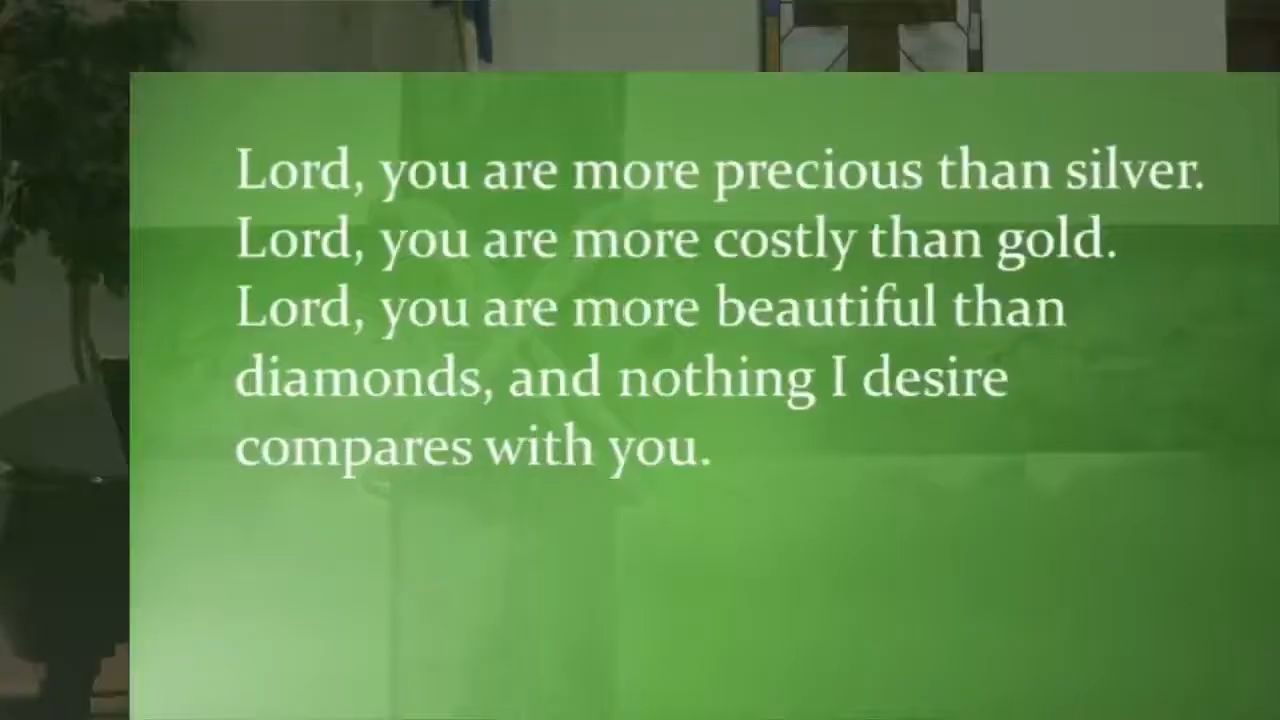 Lord, you are more precious than silver.
Lord, you are more costly than gold.
Lord, you are more beautiful than
diamonds, and nothing I desire
compares with you.